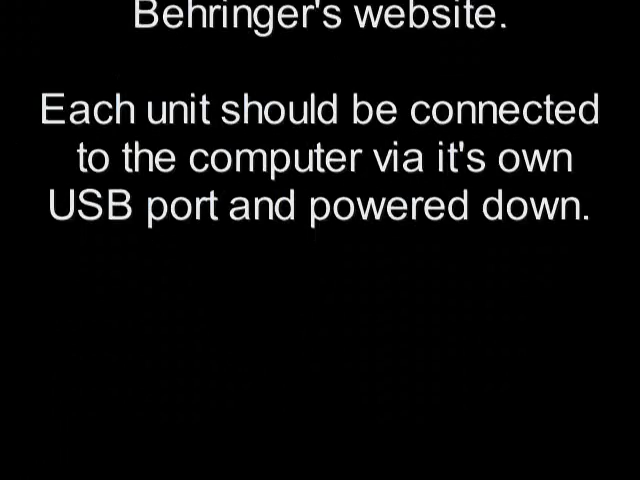 Behringer's website.
Each unit should be connected
to the computer via it's own
USB port and powered down.